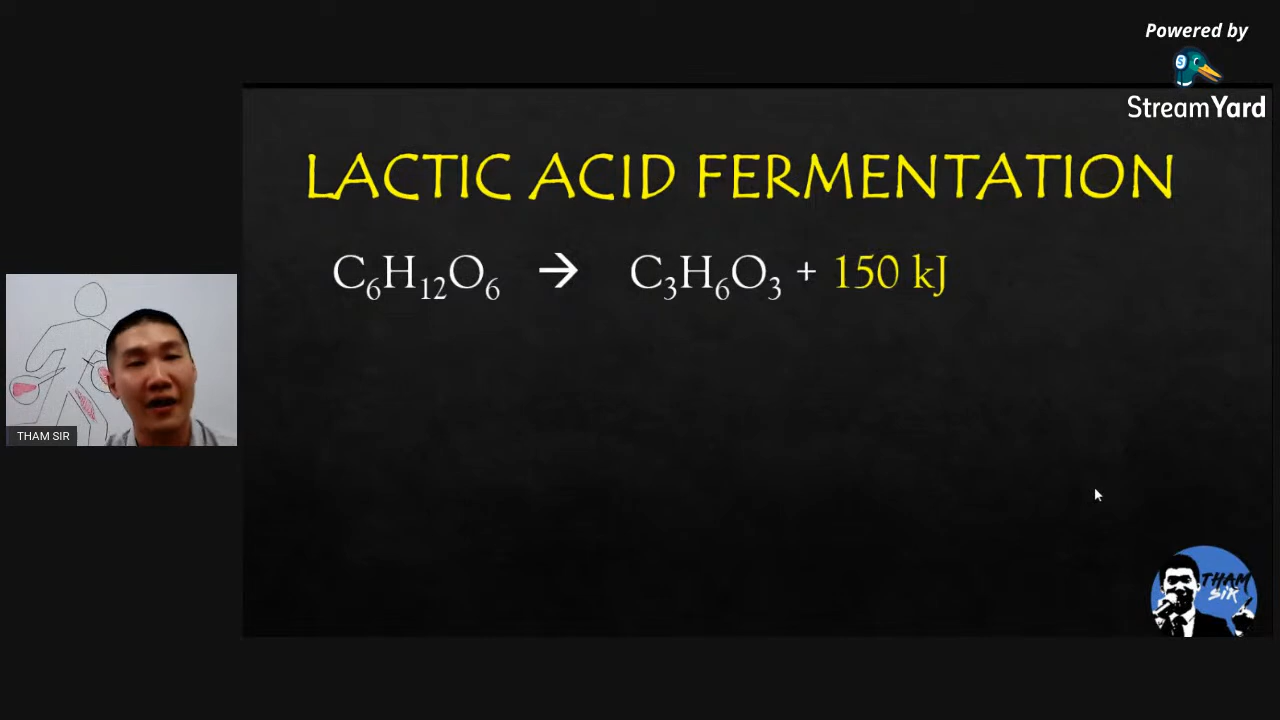 Powered by
StreamYard
LACTIC ACID FERMENTATION
C₆H₁₂O₆ → C₃H₆O₃ + 150 kJ
THAM SIR
THAM
SiR